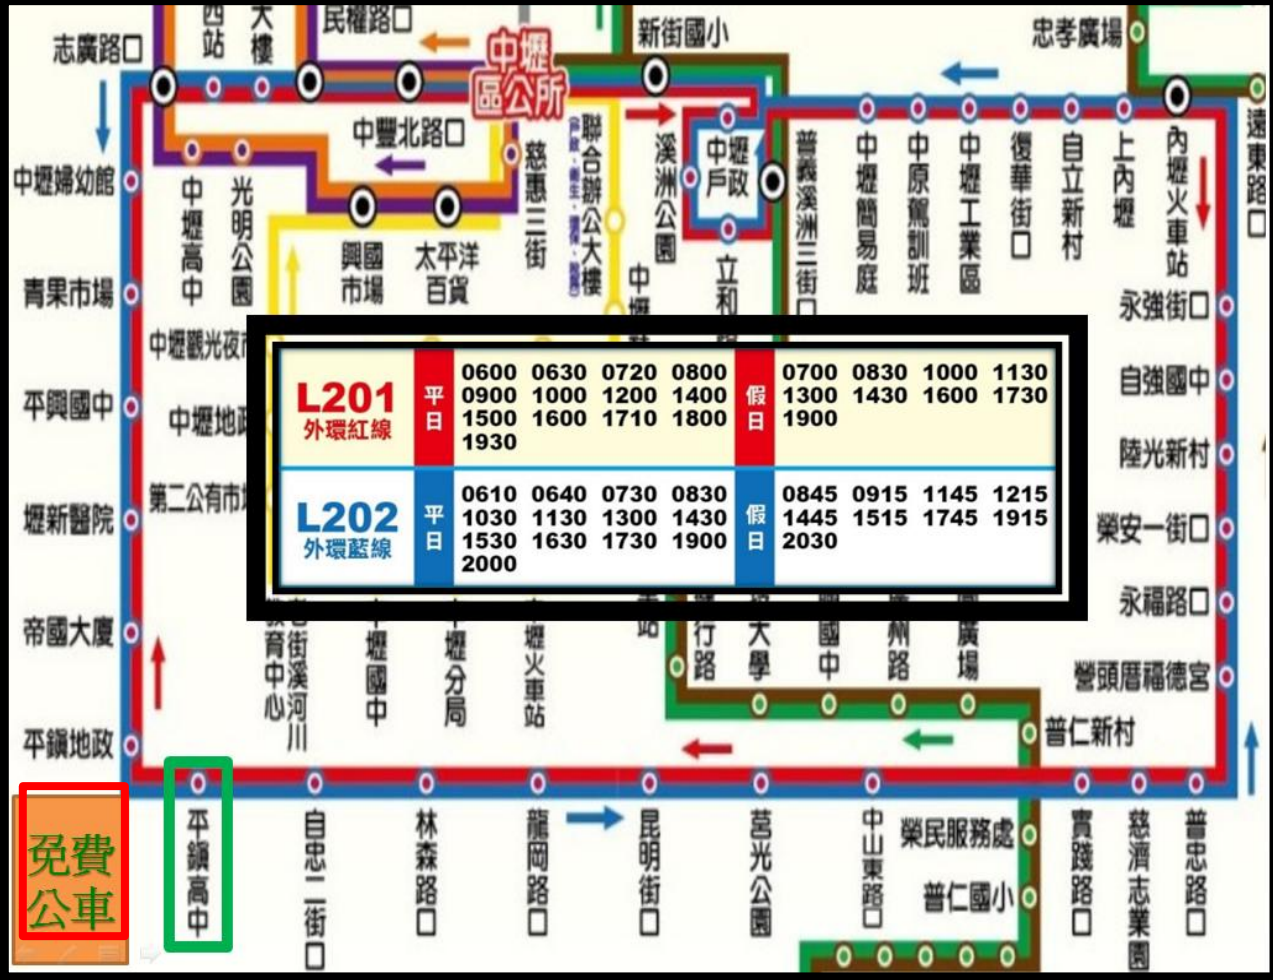 志廣路口
四站
大樓
民權路口
中壢
區公所
新街國小
忠孝廣場
遠東路口
中豐北路口
慈惠三街
聯合辦公大樓
溪洲公園
中壢
戶政
普義溪洲三街口
中壢簡易庭
中原駕訓班
中壢工業區
復華街口
自立新村
上內壢
內壢火車站
中壢婦幼館
中壢高中
光明公園
興國
市場
太平洋
百貨
中壢
立和
永強街口
青果市場
中壢觀光夜
自強國中
平興國中
中壢地
陸光新村
第二公有市
壢新醫院
榮安一街口
L201
外環紅線
平日
0600 0630 0720 0800
0900 1000 1200 1400
1500 1600 1710 1800
1930
假日
0700 0830 1000 1130
1300 1430 1600 1730
1900
L202
外環藍線
平日
0610 0640 0730 0830
1030 1130 1300 1430
1530 1630 1730 1900
2000
假日
0845 0915 1145 1215
1445 1515 1745 1915
2030
永福路口
帝國大廈
教育中心
老街溪河川
壢國中
壢分局
壢火車站
站
行路
大學
國中
州路
廣場
營頭厝福德宮
平鎮地政
普仁新村
免費
公車
平鎮高中
自忠二街口
林森路口
龍岡路口
昆明街口
莒光公園
中山東路口
榮民服務處
普仁國小
實踐路口
慈濟志業園
普忠路口